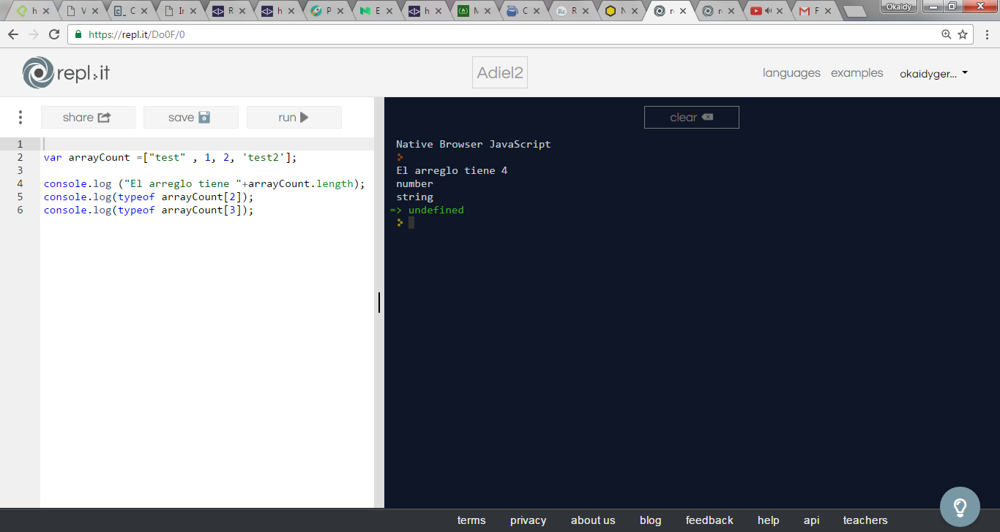 h V C Ir R h P E h M C R N r r F Okaidy
https://repl.it/Do0F/0
repl.it Adiel2 languages examples okaidyger...
share save run clear
1
2 var arrayCount =["test" , 1, 2, 'test2'];
3
4 console.log ("El arreglo tiene "+arrayCount.length);
5 console.log(typeof arrayCount[2]);
6 console.log(typeof arrayCount[3]);
Native Browser JavaScript
El arreglo tiene 4
number
string
=> undefined
terms privacy about us blog feedback help api teachers